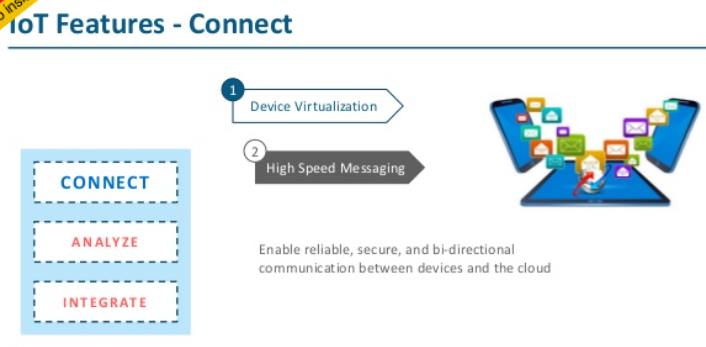 IoT Features - Connect
1
Device Virtualization
2
High Speed Messaging
CONNECT
ANALYZE
INTEGRATE
Enable reliable, secure, and bi-directional
communication between devices and the cloud